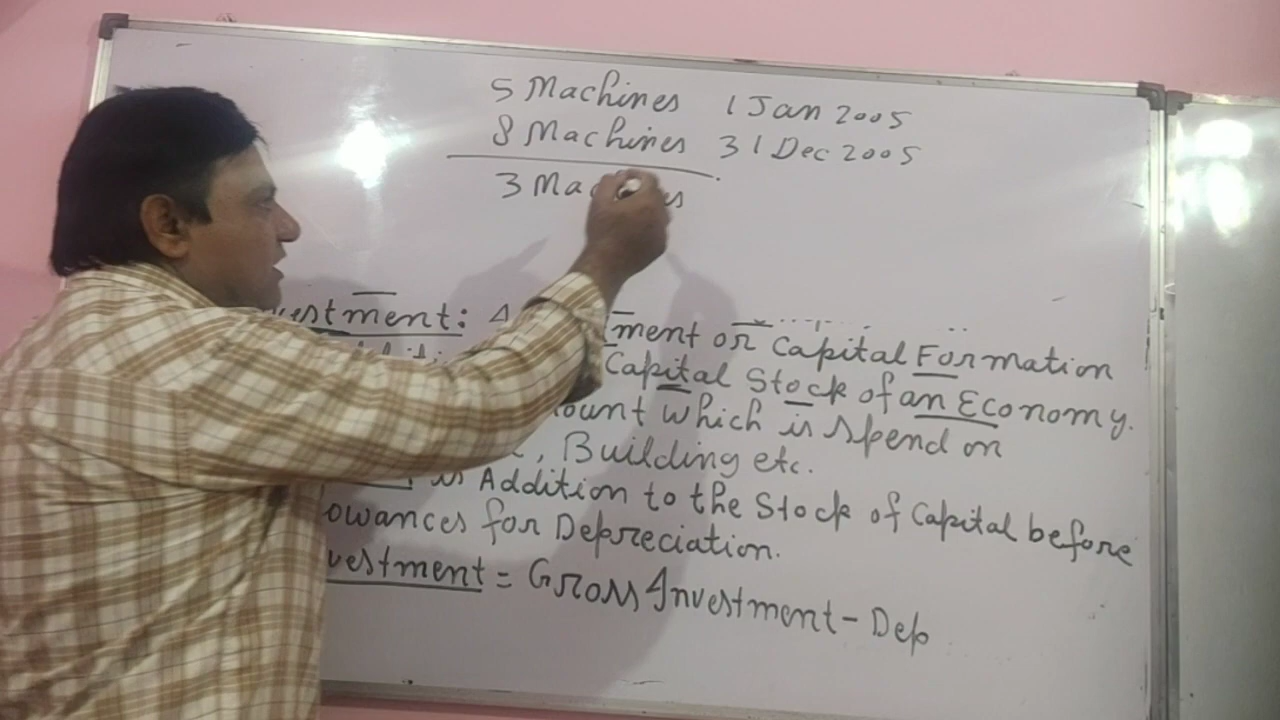 5 Machines 1 Jan 2005
8 Machines 31 Dec 2005
3
vestment: ment or Capital Formation
Capital Stock of an Economy.
ount which is spend on
, Building etc.
is Addition to the Stock of Capital before
owances for Depreciation.
vestment = Gross Investment - Dep